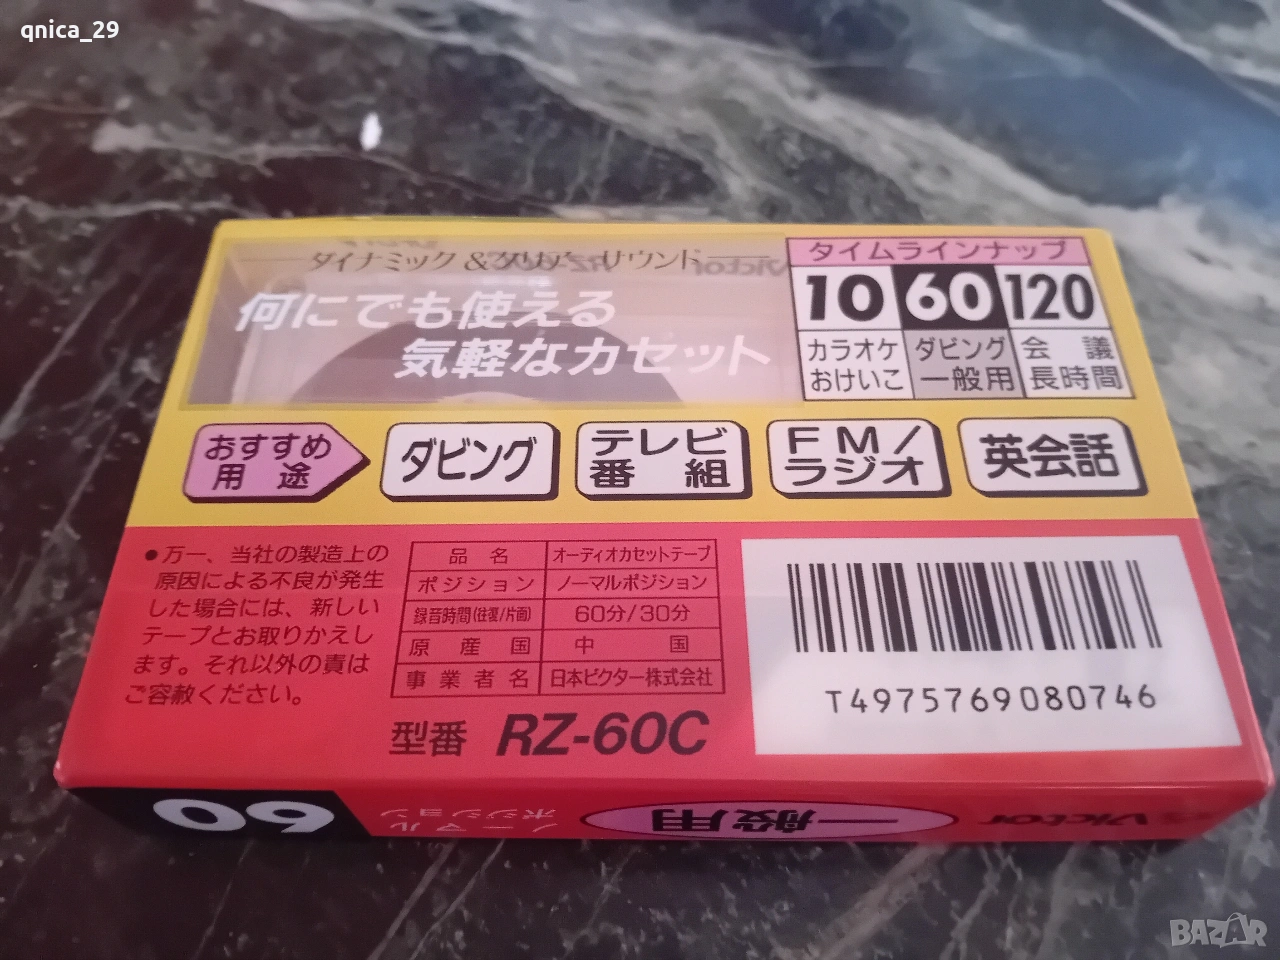 qnica_29
ダイナミック&クリアーサウンド
何にでも使える
気軽なカセット
タイムラインナップ
10 60 120
カラオケ ダビング 会議
おけいこ 一般用 長時間
おすすめ
用途
ダビング
テレビ
番組
FM/
ラジオ
英会話
●万一、当社の製造上の
原因による不良が発生
した場合には、新しい
テープとお取りかえし
ます。それ以外の責は
ご容赦ください。
品名 オーディオカセットテープ
ポジション ノーマルポジション
録音時間(往復/片面) 60分/30分
原産国 中国
事業者名 日本ビクター株式会社
型番 RZ-60C
T4975769080746
60
ノーマル
ポジション
一般用
Victor
BAZAR